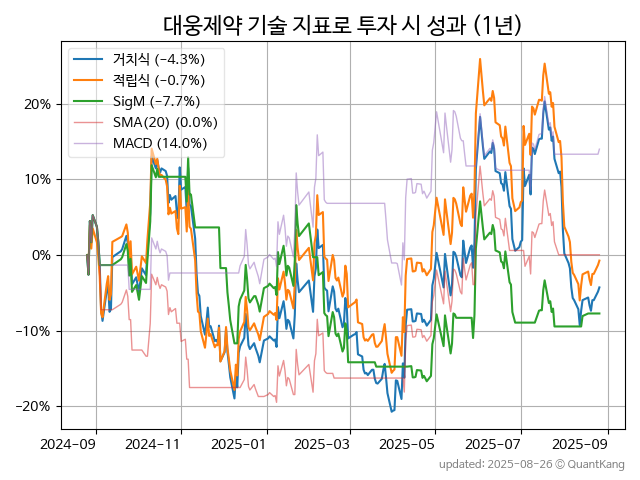 대웅제약 기술 지표로 투자 시 성과 (1년)
거치식 (−4.3%)
적립식 (−0.7%)
SigM (−7.7%)
SMA(20) (0.0%)
MACD (14.0%)
20%
10%
0%
−10%
−20%
2024−09
2024−11
2025−01
2025−03
2025−05
2025−07
2025−09
updated: 2025-08-26 ⓒ QuantKang